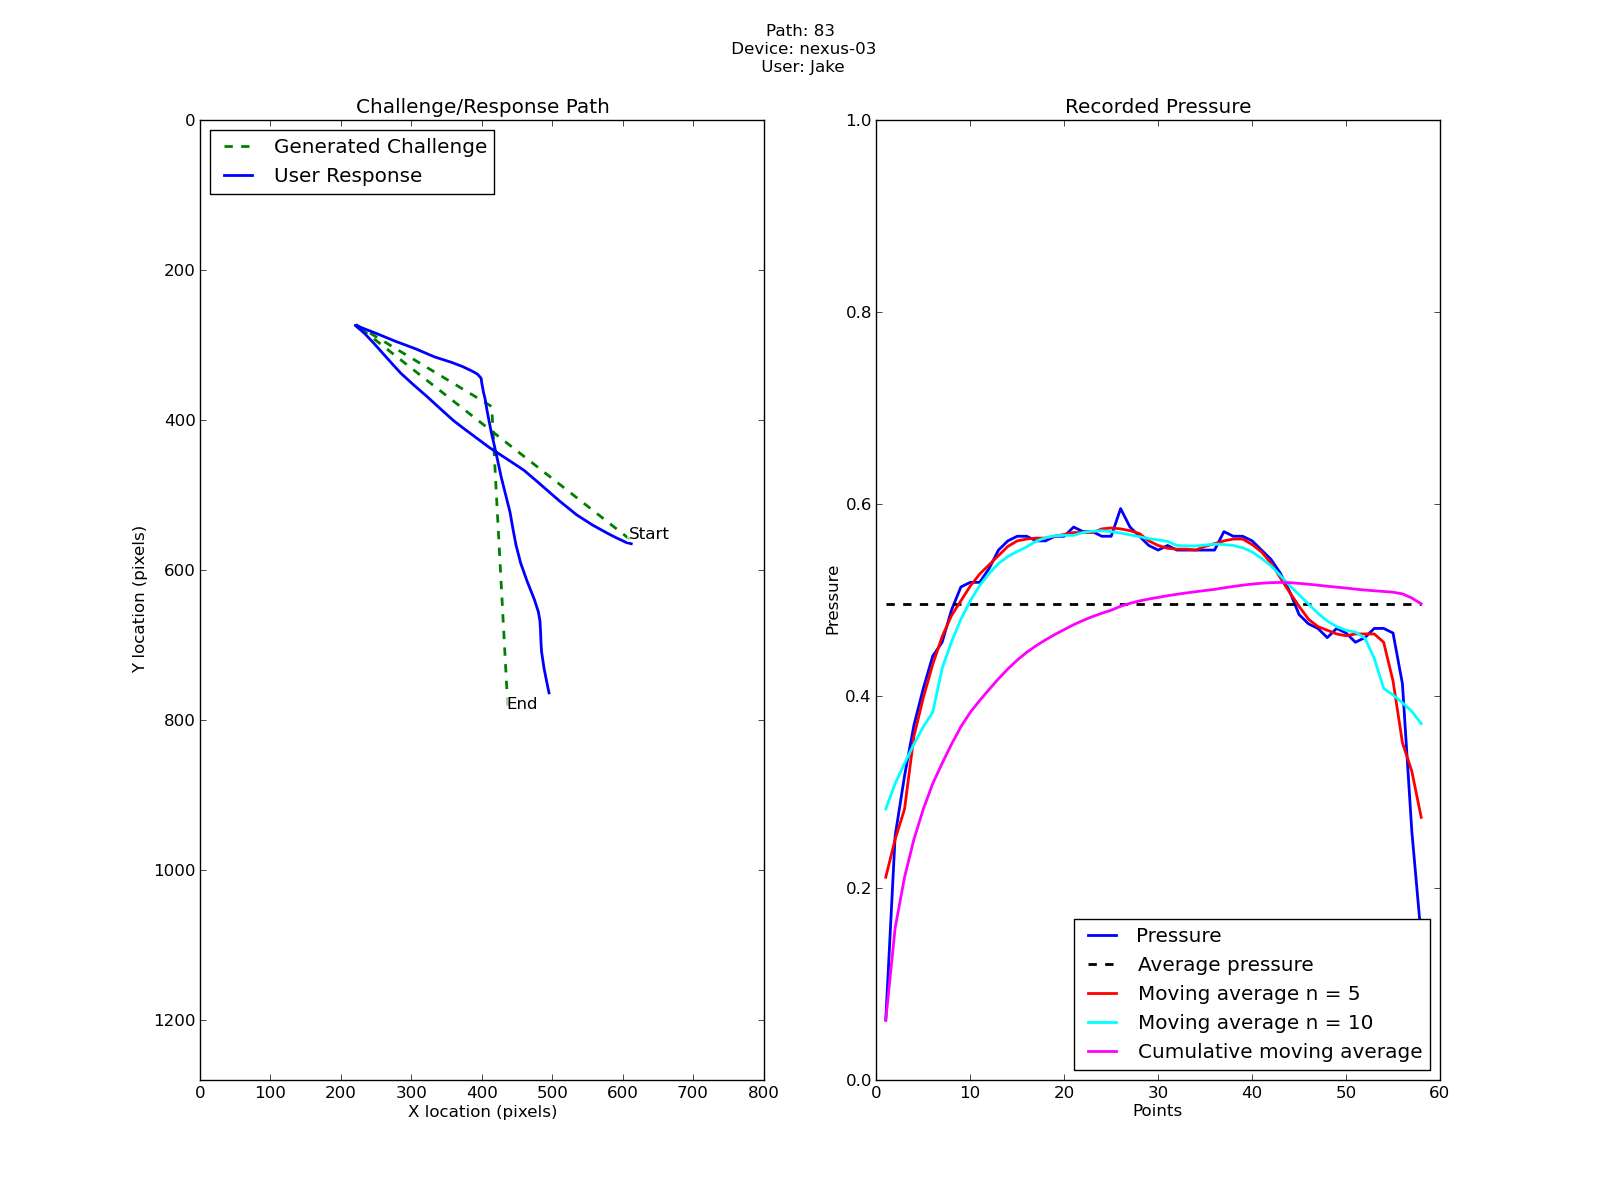 Path: 83
Device: nexus-03
User: Jake
Challenge/Response Path
Generated Challenge
User Response
0
200
400
600
800
1000
1200
Y location (pixels)
Start
End
0 100 200 300 400 500 600 700 800
X location (pixels)
Recorded Pressure
1.0
0.8
0.6
0.4
0.2
0.0
Pressure
Pressure
Average pressure
Moving average n = 5
Moving average n = 10
Cumulative moving average
0 10 20 30 40 50 60
Points